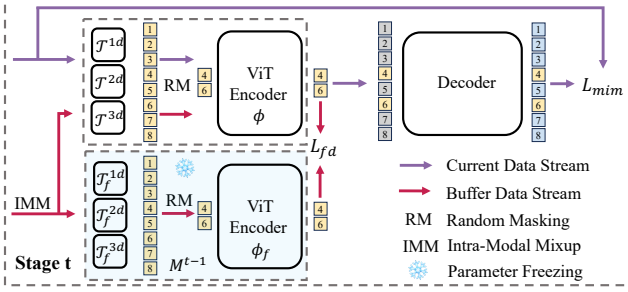 𝒯^{1d}
𝒯^{2d}
𝒯^{3d}
1
2
3
4
5
6
7
8
RM
4
6
ViT
Encoder
ϕ
4
6
1
2
3
4
5
6
7
8
Decoder
1
2
3
4
5
6
7
8
L_{mim}
L_{fd}
IMM
𝒯_f^{1d}
𝒯_f^{2d}
𝒯_f^{3d}
1
2
3
4
5
6
7
8
RM
4
6
M^{t-1}
ViT
Encoder
ϕ_f
4
6
Stage t
Current Data Stream
Buffer Data Stream
RM Random Masking
IMM Intra-Modal Mixup
Parameter Freezing